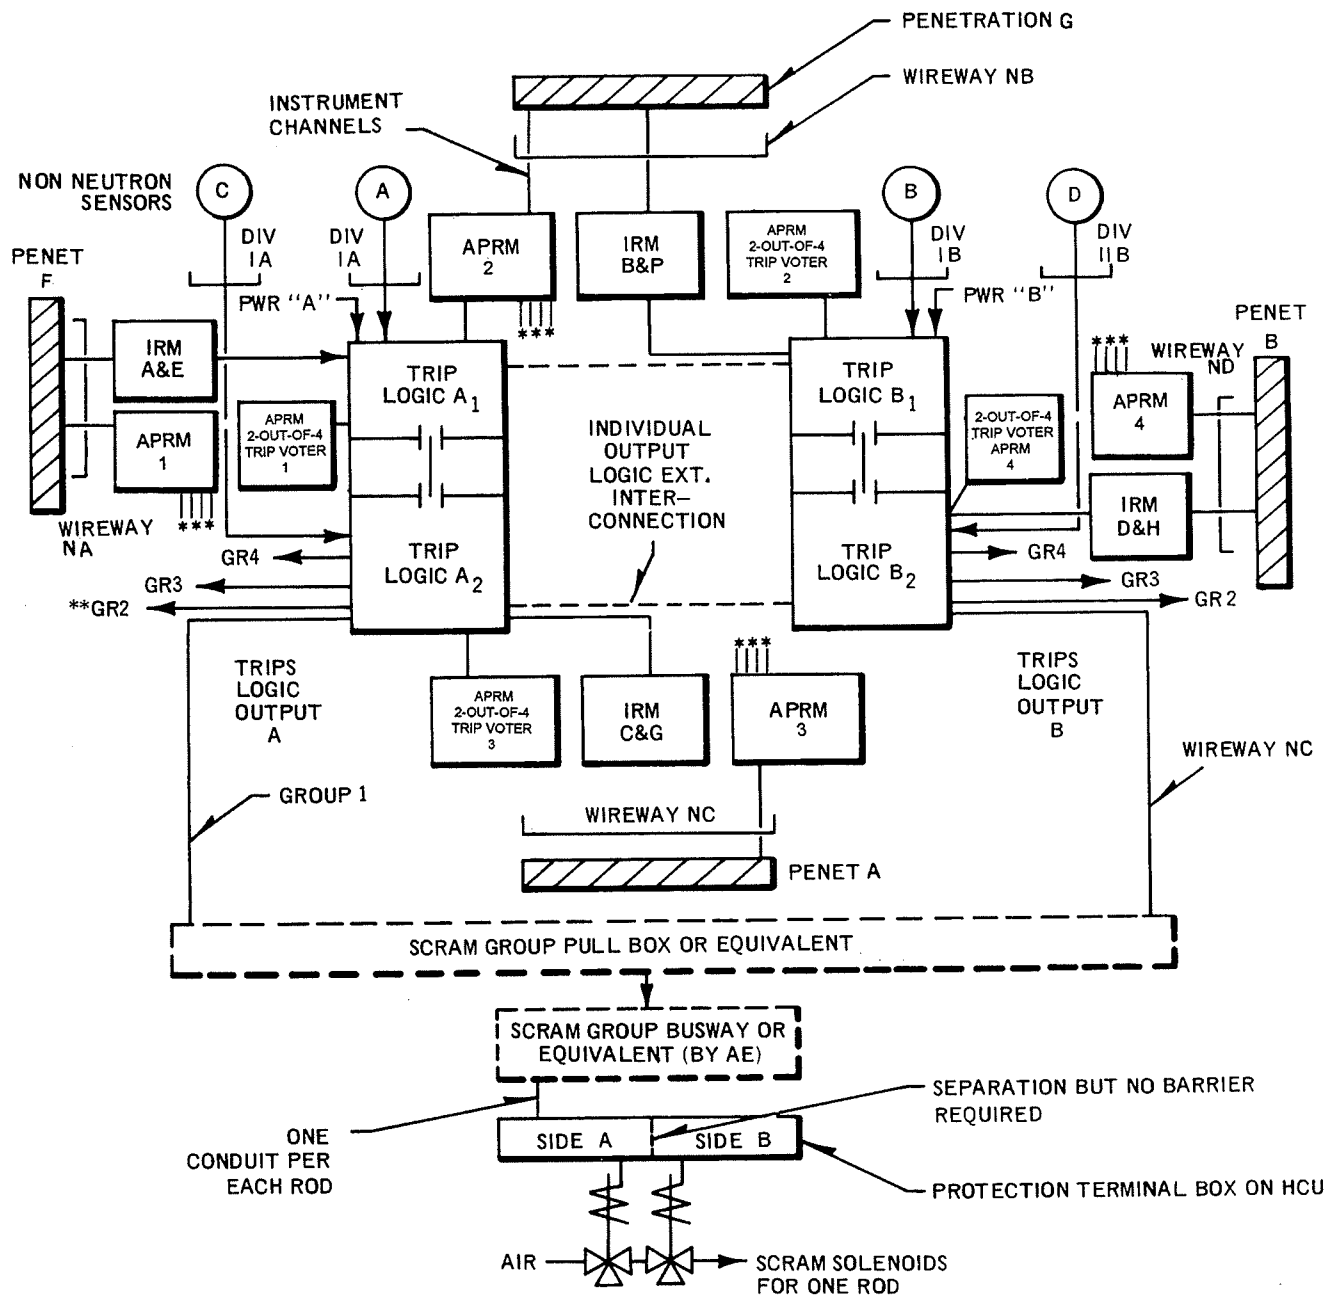 PENETRATION G
WIREWAY NB
INSTRUMENT
CHANNELS
NON NEUTRON
SENSORS
C
A
B
D
DIV
IA
DIV
IA
DIV
IB
DIV
IIB
PENET
F
PWR "A"
APRM
2
***
IRM
B&P
APRM
2-OUT-OF-4
TRIP VOTER
2
PWR "B"
PENET
B
WIREWAY
ND
***
IRM
A&E
APRM
1
***
WIREWAY
NA
APRM
2-OUT-OF-4
TRIP VOTER
1
TRIP
LOGIC A1
TRIP
LOGIC A2
INDIVIDUAL
OUTPUT
LOGIC EXT.
INTER–
CONNECTION
TRIP
LOGIC B1
TRIP
LOGIC B2
2-OUT-OF-4
TRIP VOTER
APRM
4
APRM
4
IRM
D&H
GR4
GR3
**GR2
GR4
GR3
GR 2
TRIPS
LOGIC
OUTPUT
A
APRM
2-OUT-OF-4
TRIP VOTER
3
IRM
C&G
***
APRM
3
TRIPS
LOGIC
OUTPUT
B
WIREWAY NC
GROUP 1
WIREWAY NC
PENET A
SCRAM GROUP PULL BOX OR EQUIVALENT
SCRAM GROUP BUSWAY OR
EQUIVALENT (BY AE)
SEPARATION BUT NO BARRIER
REQUIRED
ONE
CONDUIT PER
EACH ROD
SIDE A
SIDE B
PROTECTION TERMINAL BOX ON HCU
AIR
SCRAM SOLENOIDS
FOR ONE ROD